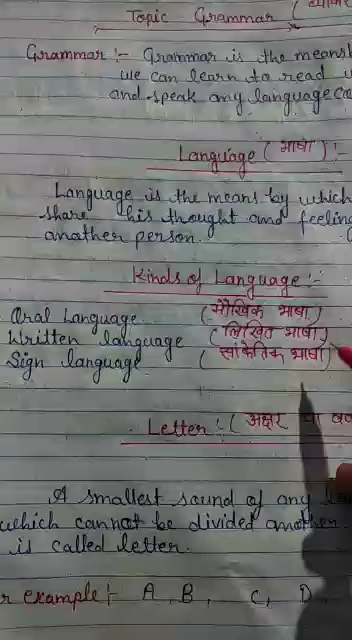 Topic Grammar (
Grammar :- Grammar is the means
we can learn to read
and speak any language
Language (भाषा) :-
Language is the means by which
share his thought and feeling
anather person.
Kinds of Language :-
Oral Language (मौखिक भाषा)
Written language (लिखित भाषा)
Sign language (सांकेतिक भाषा)
Letter :- (अक्षर या
A smallest sound of any
which cannot be divided anather
is called letter.
example :- A, B, C, D